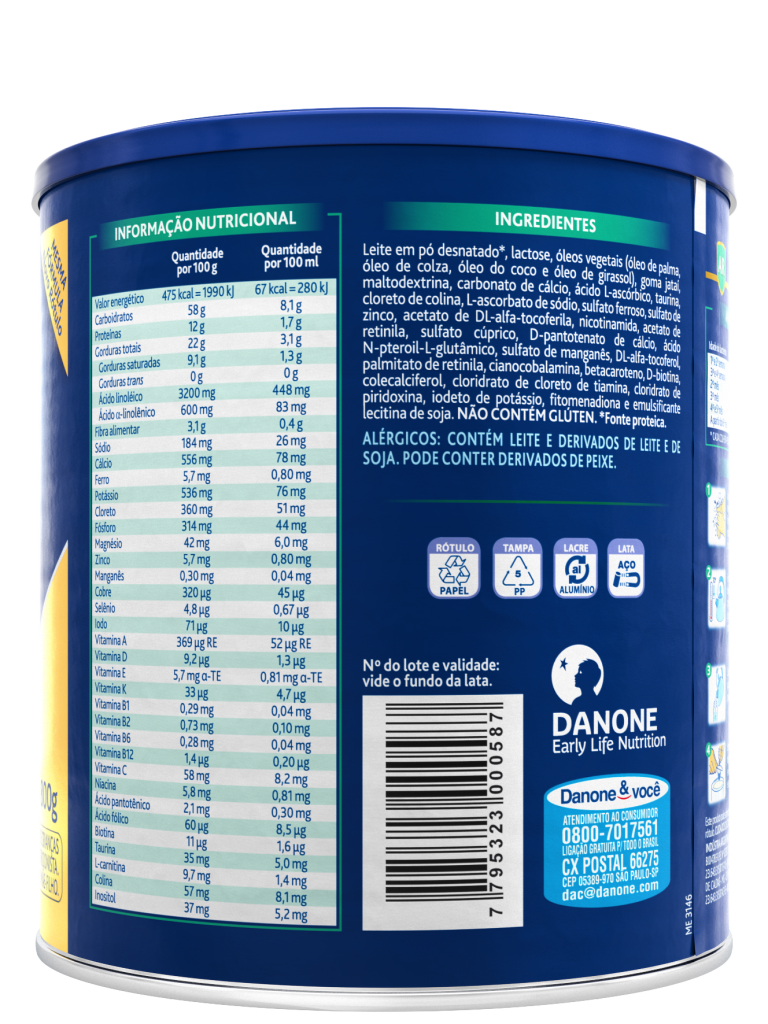 MESMA
FÓRMULA
INFORMAÇÃO NUTRICIONAL
Quantidade por 100 g Quantidade por 100 ml
Valor energético 475 kcal = 1990 kJ 67 kcal = 280 kJ
Carboidratos 58 g 8,1 g
Proteínas 12 g 1,7 g
Gorduras totais 22 g 3,1 g
Gorduras saturadas 9,1 g 1,3 g
Gorduras trans 0 g 0 g
Ácido linoléico 3200 mg 448 mg
Ácido α-linolênico 600 mg 83 mg
Fibra alimentar 3,1 g 0,4 g
Sódio 184 mg 26 mg
Cálcio 556 mg 78 mg
Ferro 5,7 mg 0,80 mg
Potássio 536 mg 76 mg
Cloreto 360 mg 51 mg
Fósforo 314 mg 44 mg
Magnésio 42 mg 6,0 mg
Zinco 5,7 mg 0,80 mg
Manganês 0,30 mg 0,04 mg
Cobre 320 µg 45 µg
Selênio 4,8 µg 0,67 µg
Iodo 71 µg 10 µg
Vitamina A 369 µg RE 52 µg RE
Vitamina D 9,2 µg 1,3 µg
Vitamina E 5,7 mg α-TE 0,81 mg α-TE
Vitamina K 33 µg 4,7 µg
Vitamina B1 0,29 mg 0,04 mg
Vitamina B2 0,73 mg 0,10 mg
Vitamina B6 0,28 mg 0,04 mg
Vitamina B12 1,4 µg 0,20 µg
Vitamina C 58 mg 8,2 mg
Niacina 5,8 mg 0,81 mg
Ácido pantotênico 2,1 mg 0,30 mg
Ácido fólico 60 µg 8,5 µg
Biotina 11 µg 1,6 µg
Taurina 35 mg 5,0 mg
L-carnitina 9,7 mg 1,4 mg
Colina 57 mg 8,1 mg
Inositol 37 mg 5,2 mg
INGREDIENTES
Leite em pó desnatado*, lactose, óleos vegetais (óleo de palma,
óleo de colza, óleo do coco e óleo de girassol), goma jataí,
maltodextrina, carbonato de cálcio, ácido L-ascórbico, taurina,
cloreto de colina, L-ascorbato de sódio, sulfato ferroso, sulfato de
zinco, acetato de DL-alfa-tocoferila, nicotinamida, acetato de
retinila, sulfato cúprico, D-pantotenato de cálcio, ácido
N-pteroil-L-glutâmico, sulfato de manganês, DL-alfa-tocoferol,
palmitato de retinila, cianocobalamina, betacaroteno, D-biotina,
colecalciferol, cloridrato de cloreto de tiamina, cloridrato de
piridoxina, iodeto de potássio, fitomenadiona e emulsificante
lecitina de soja. NÃO CONTÉM GLÚTEN. *Fonte proteica.
ALÉRGICOS: CONTÉM LEITE E DERIVADOS DE LEITE E DE
SOJA. PODE CONTER DERIVADOS DE PEIXE.
RÓTULO TAMPA LACRE LATA
5 al AÇO
PAPEL PP ALUMÍNIO
Nº do lote e validade:
vide o fundo da lata.
7 795323 000587
DANONE
Early Life Nutrition
Danone & você
ATENDIMENTO AO CONSUMIDOR
0800-7017561
LIGAÇÃO GRATUITA P/ TODO O BRASIL
CX POSTAL 66275
CEP 05389-970 SÃO PAULO-SP
dac@danone.com
ME 3146
1
2
3
4